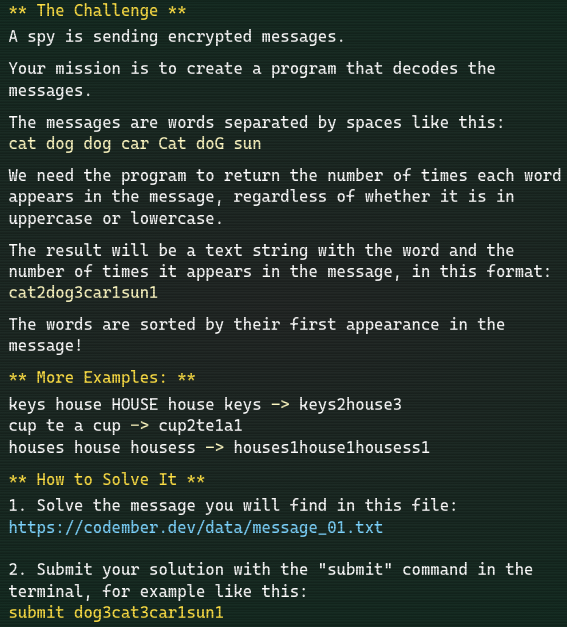 ** The Challenge **
A spy is sending encrypted messages.
Your mission is to create a program that decodes the
messages.
The messages are words separated by spaces like this:
cat dog dog car Cat doG sun
We need the program to return the number of times each word
appears in the message, regardless of whether it is in
uppercase or lowercase.
The result will be a text string with the word and the
number of times it appears in the message, in this format:
cat2dog3car1sun1
The words are sorted by their first appearance in the
message!
** More Examples: **
keys house HOUSE house keys -> keys2house3
cup te a cup -> cup2te1a1
houses house housess -> houses1house1housess1
** How to Solve It **
1. Solve the message you will find in this file:
https://codember.dev/data/message_01.txt
2. Submit your solution with the "submit" command in the
terminal, for example like this:
submit dog3cat3car1sun1